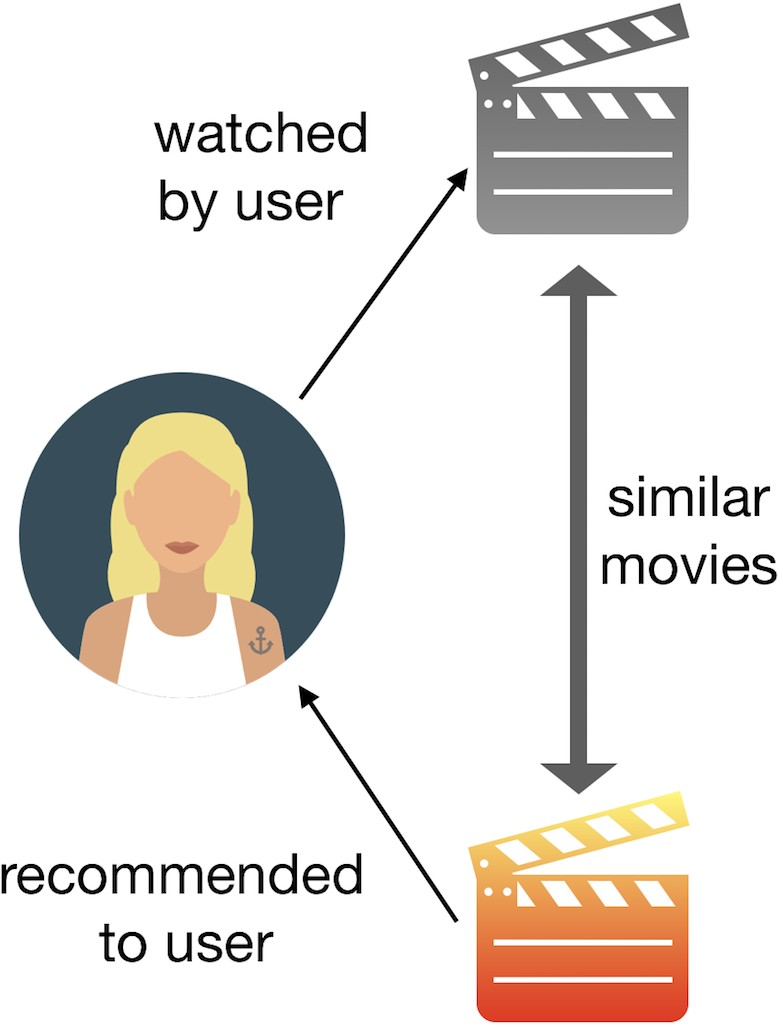 watched
by user
similar
movies
recommended
to user